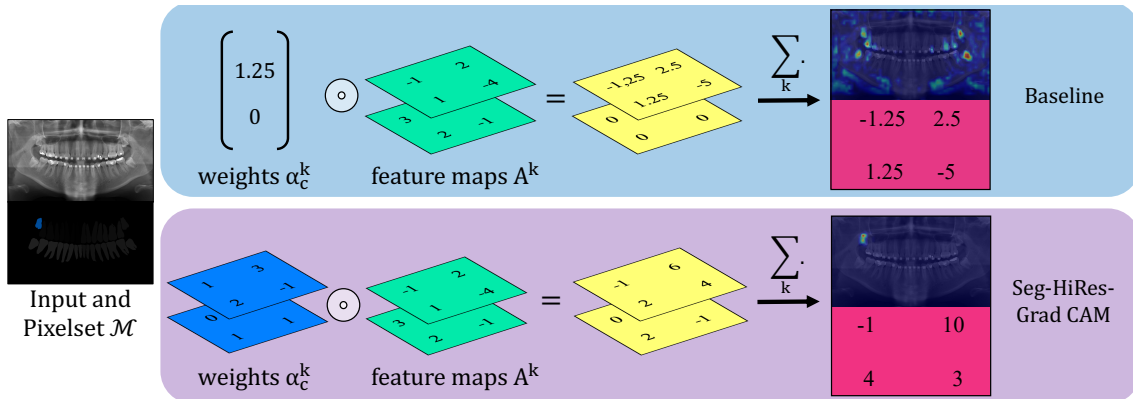 1.25
0
-1 2
1 -4
3
2 -1
=
-1.25 2.5
1.25 -5
0
0 0
∑.
k
-1.25 2.5
1.25 -5
Baseline
weights α_c^k
feature maps A^k
Input and
Pixelset ℳ
1 3
2 -1
0
1 1
-1 2
1 -4
3
2 -1
=
-1 6
2 4
0
2 -1
∑.
k
-1 10
4 3
Seg-HiRes-
Grad CAM
weights α_c^k
feature maps A^k